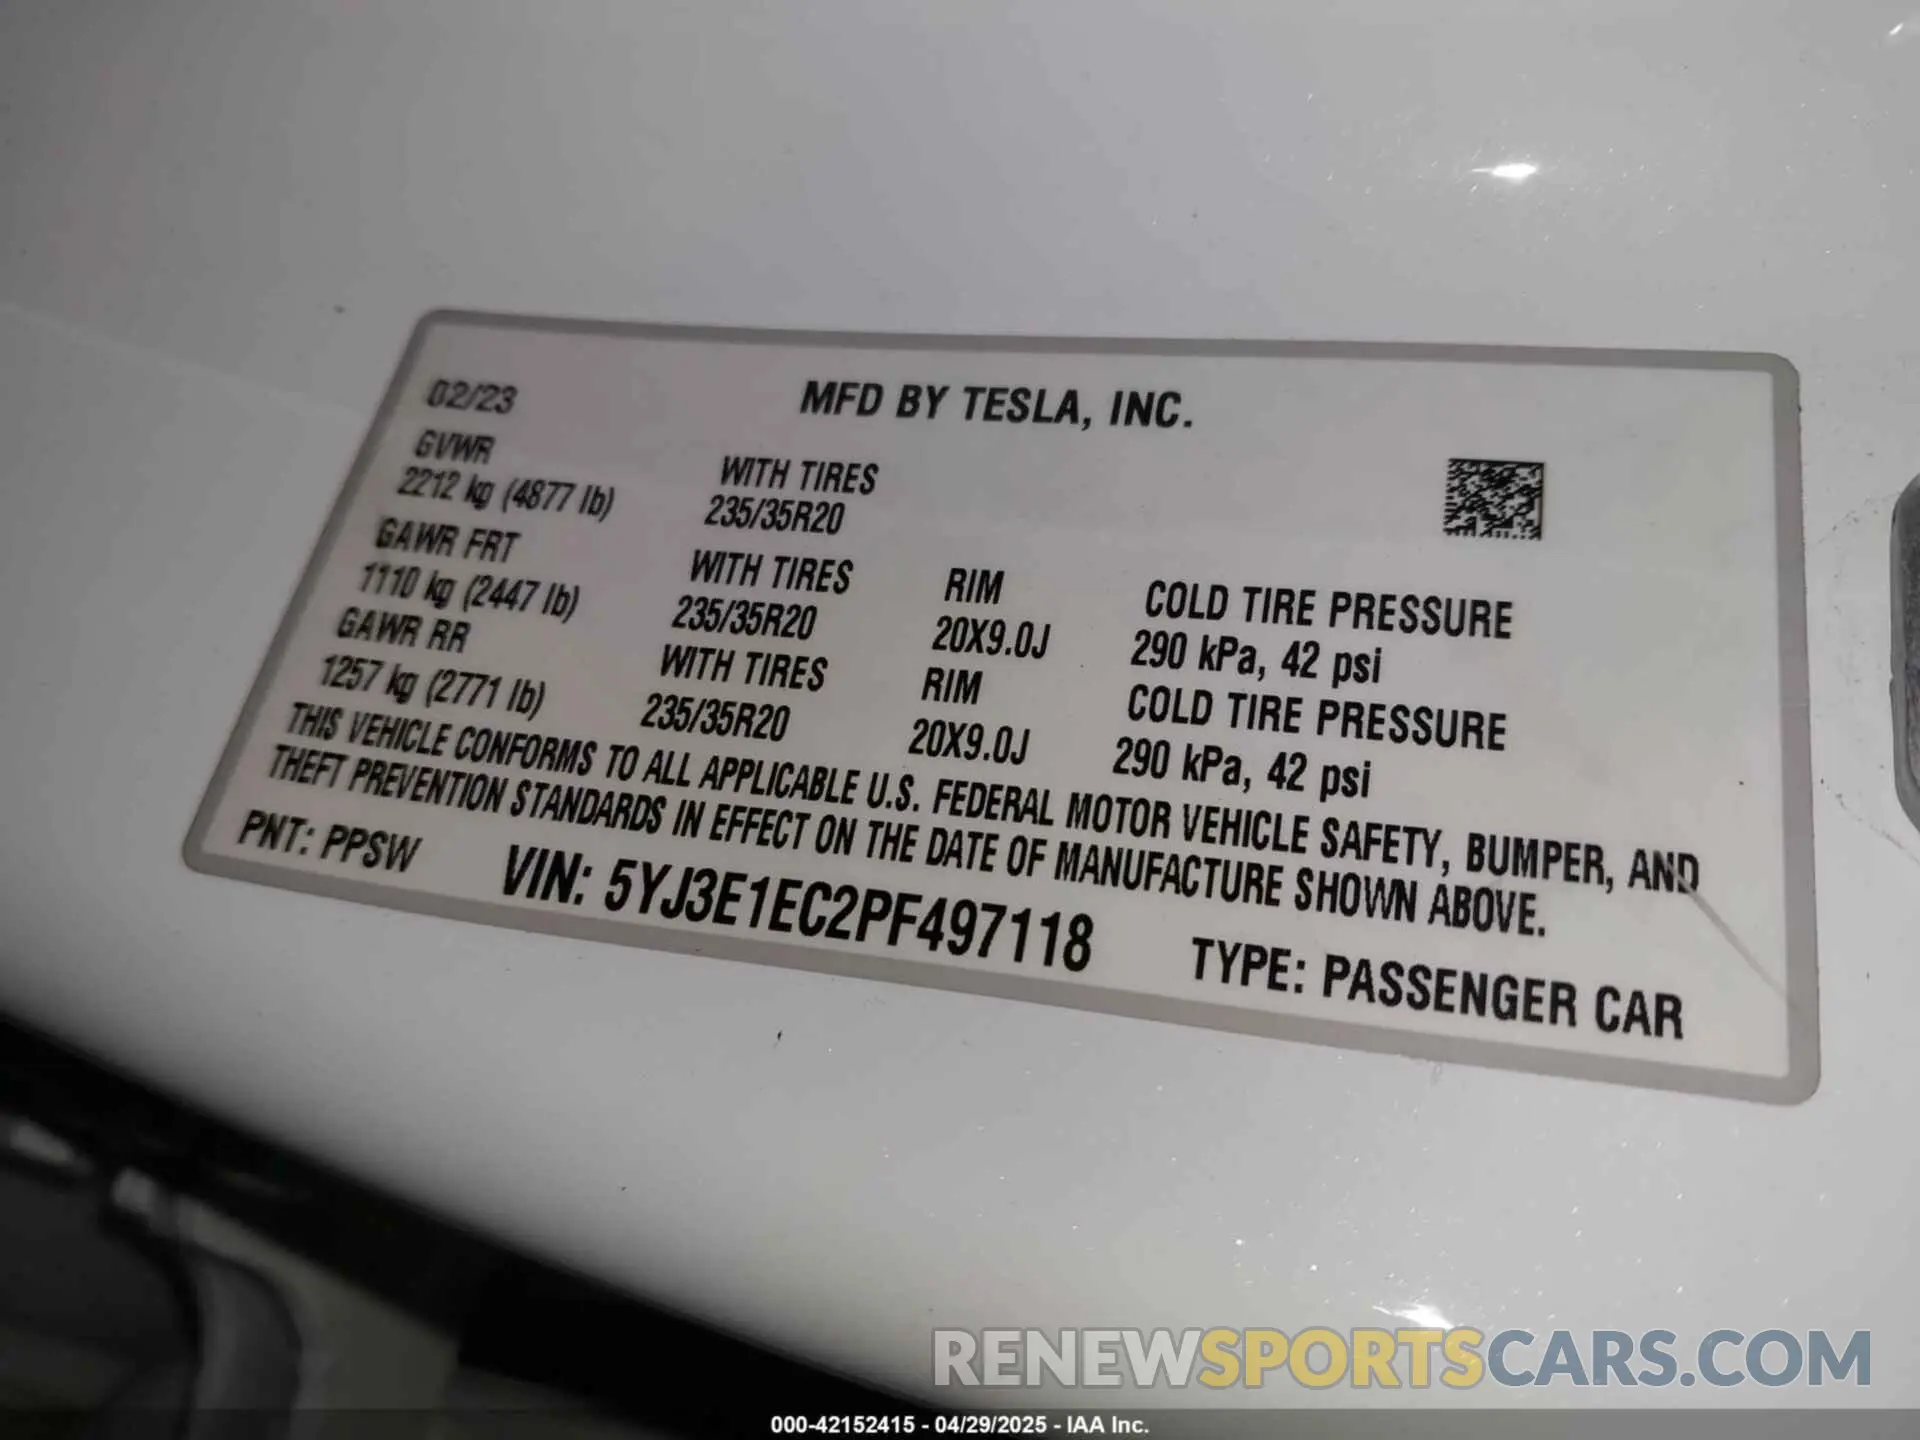 02/23 MFD BY TESLA, INC.
GVWR WITH TIRES
2212 kg (4877 lb) 235/35R20
GAWR FRT WITH TIRES RIM COLD TIRE PRESSURE
1110 kg (2447 lb) 235/35R20 20X9.0J 290 kPa, 42 psi
GAWR RR WITH TIRES RIM COLD TIRE PRESSURE
1257 kg (2771 lb) 235/35R20 20X9.0J 290 kPa, 42 psi
THIS VEHICLE CONFORMS TO ALL APPLICABLE U.S. FEDERAL MOTOR VEHICLE SAFETY, BUMPER, AND
THEFT PREVENTION STANDARDS IN EFFECT ON THE DATE OF MANUFACTURE SHOWN ABOVE.
PNT: PPSW VIN: 5YJ3E1EC2PF497118 TYPE: PASSENGER CAR
RENEWSPORTSCARS.COM
000-42152415 - 04/29/2025 - IAA Inc.